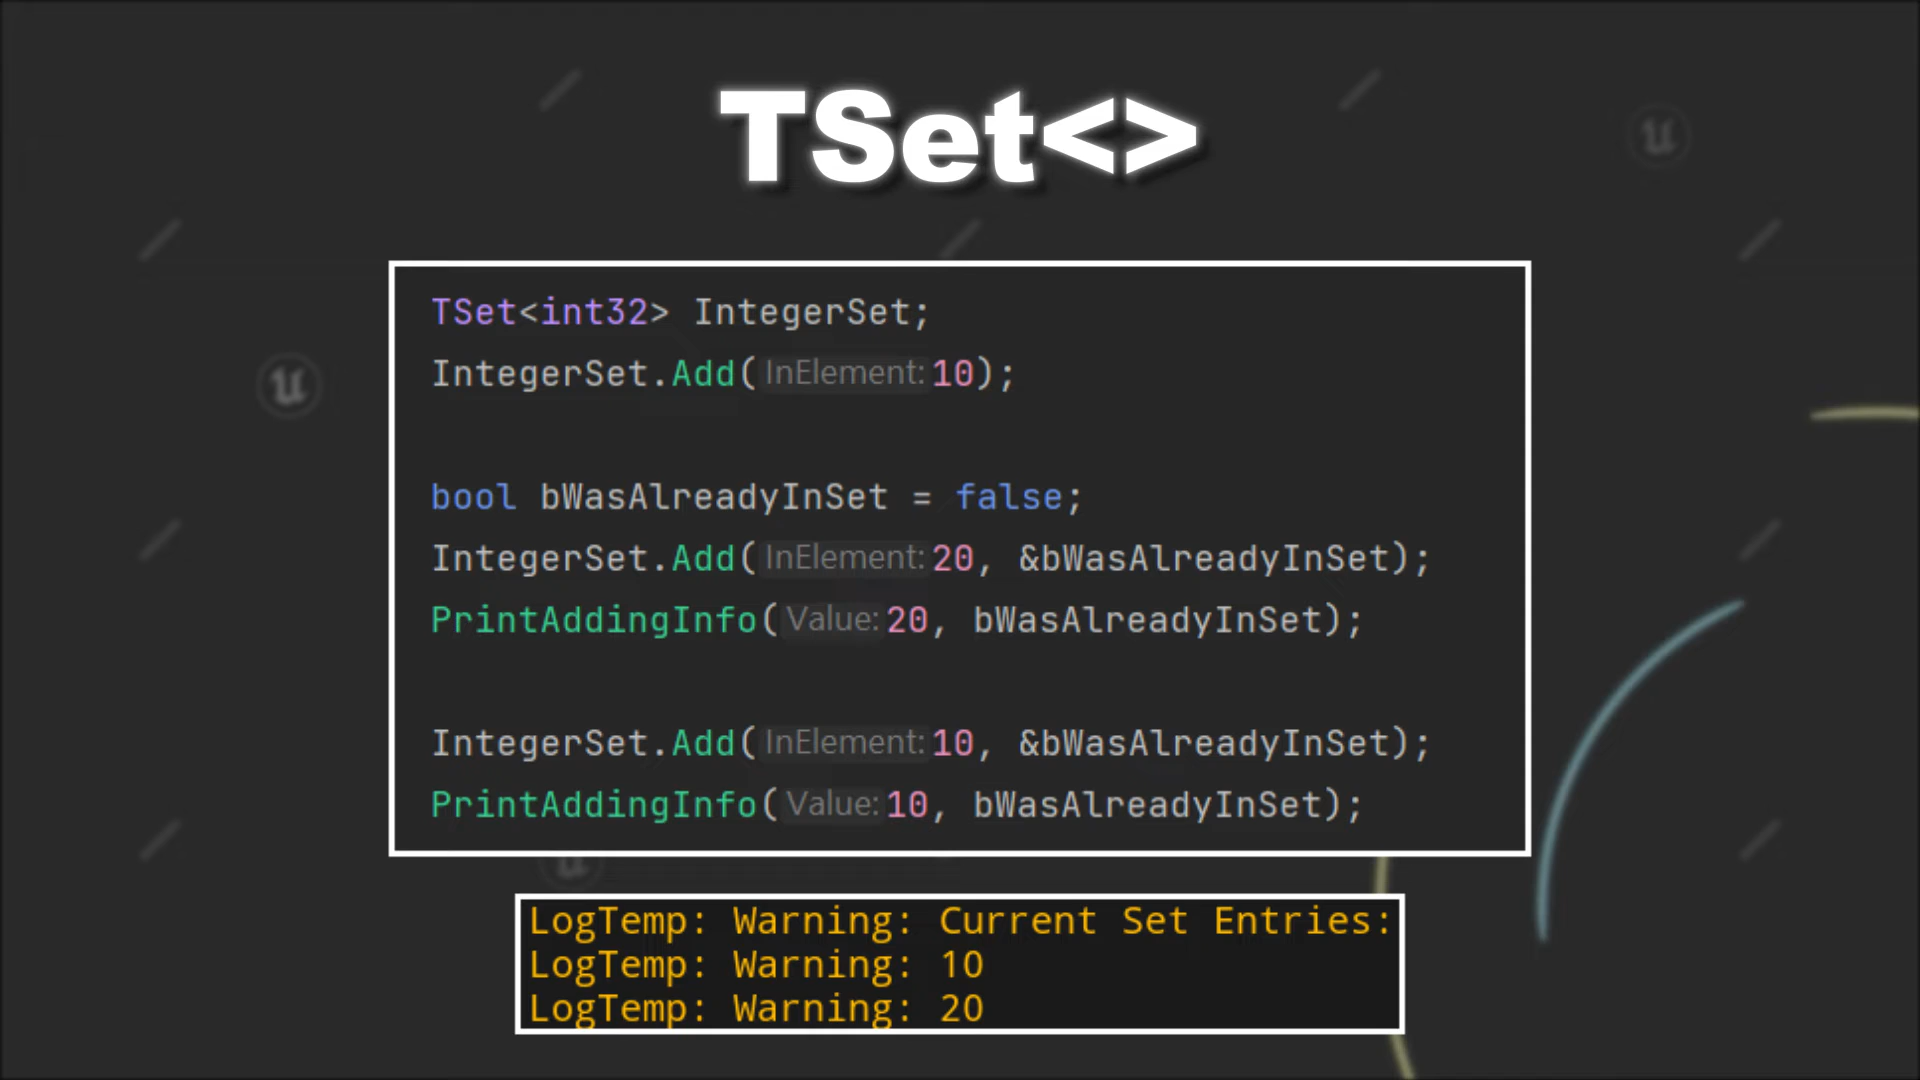 TSet<>
TSet<int32> IntegerSet;
IntegerSet.Add(InElement:10);
bool bWasAlreadyInSet = false;
IntegerSet.Add(InElement:20, &bWasAlreadyInSet);
PrintAddingInfo(Value:20, bWasAlreadyInSet);
IntegerSet.Add(InElement:10, &bWasAlreadyInSet);
PrintAddingInfo(Value:10, bWasAlreadyInSet);
LogTemp: Warning: Current Set Entries:
LogTemp: Warning: 10
LogTemp: Warning: 20